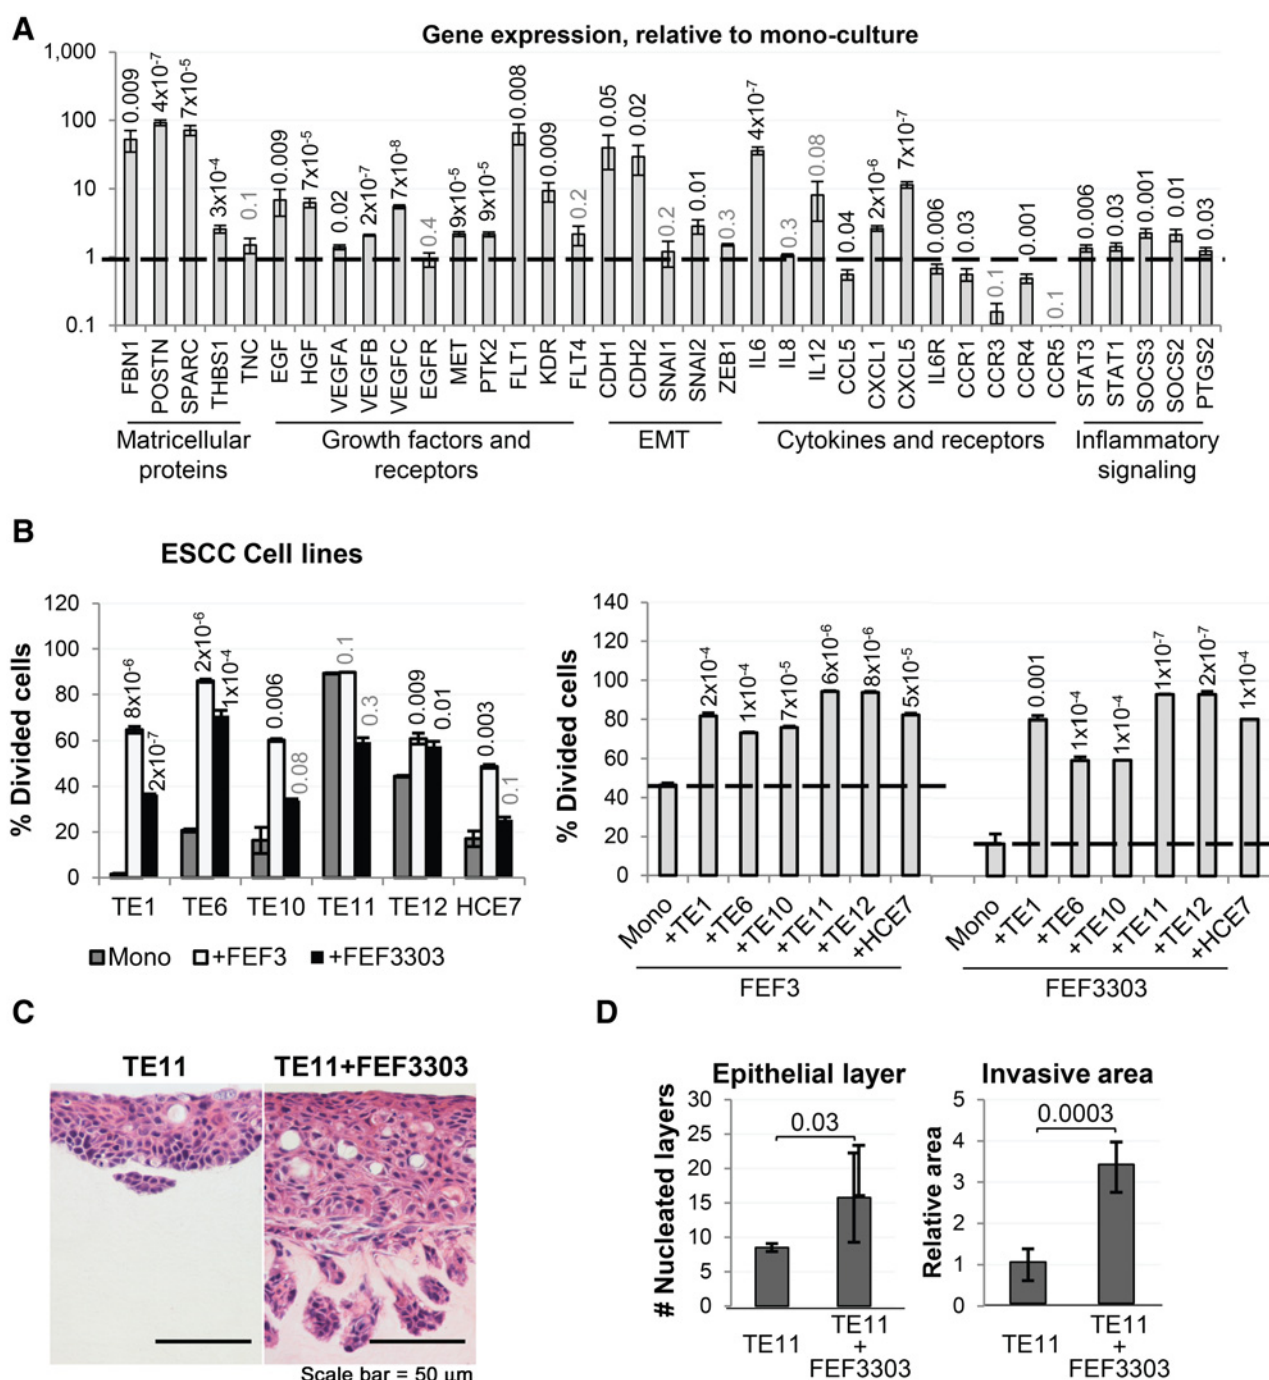 A
Gene expression, relative to mono-culture
1,000
100
10
1
0.1
0.009
4x10-7
7x10-5
3x10-4
0.1
0.009
7x10-5
0.02
2x10-7
7x10-8
0.4
9x10-5
9x10-5
0.008
0.009
0.2
0.05
0.02
0.2
0.01
0.3
4x10-7
0.3
0.08
0.04
2x10-6
7x10-7
0.006
0.03
0.1
0.001
0.1
0.006
0.03
0.001
0.01
0.03
FBN1
POSTN
SPARC
THBS1
TNC
EGF
HGF
VEGFA
VEGFB
VEGFC
EGFR
MET
PTK2
FLT1
KDR
FLT4
CDH1
CDH2
SNAI1
SNAI2
ZEB1
IL6
IL8
IL12
CCL5
CXCL1
CXCL5
IL6R
CCR1
CCR3
CCR4
CCR5
STAT3
STAT1
SOCS3
SOCS2
PTGS2
Matricellular
proteins
Growth factors and
receptors
EMT
Cytokines and receptors
Inflammatory
signaling
B
ESCC Cell lines
% Divided cells
120
100
80
60
40
20
0
8x10-6
2x10-7
2x10-6
1x10-4
0.006
0.08
0.1
0.3
0.009
0.01
0.003
0.1
TE1
TE6
TE10
TE11
TE12
HCE7
Mono
+FEF3
+FEF3303
% Divided cells
140
120
100
80
60
40
20
0
2x10-4
1x10-4
7x10-5
6x10-6
8x10-6
5x10-5
0.001
1x10-4
1x10-4
1x10-7
2x10-7
1x10-4
Mono
+TE1
+TE6
+TE10
+TE11
+TE12
+HCE7
Mono
+TE1
+TE6
+TE10
+TE11
+TE12
+HCE7
FEF3
FEF3303
C
TE11
TE11+FEF3303
Scale bar = 50 µm
D
Epithelial layer
# Nucleated layers
30
25
20
15
10
5
0
0.03
TE11
TE11
+
FEF3303
Invasive area
Relative area
5
4
3
2
1
0
0.0003
TE11
TE11
+
FEF3303